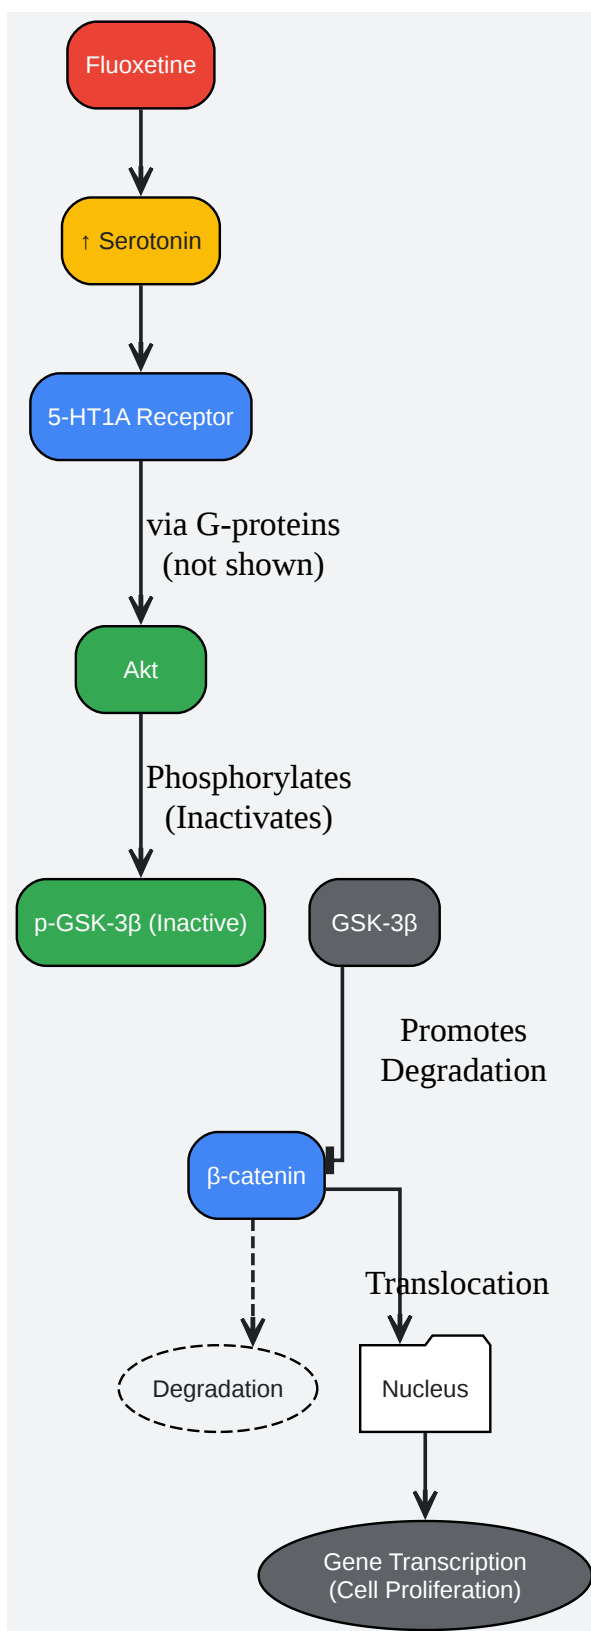 Fluoxetine
↑ Serotonin
5-HT1A Receptor
via G-proteins
(not shown)
Akt
Phosphorylates
(Inactivates)
p-GSK-3β (Inactive)
GSK-3β
Promotes
Degradation
β-catenin
Translocation
Degradation
Nucleus
Gene Transcription
(Cell Proliferation)